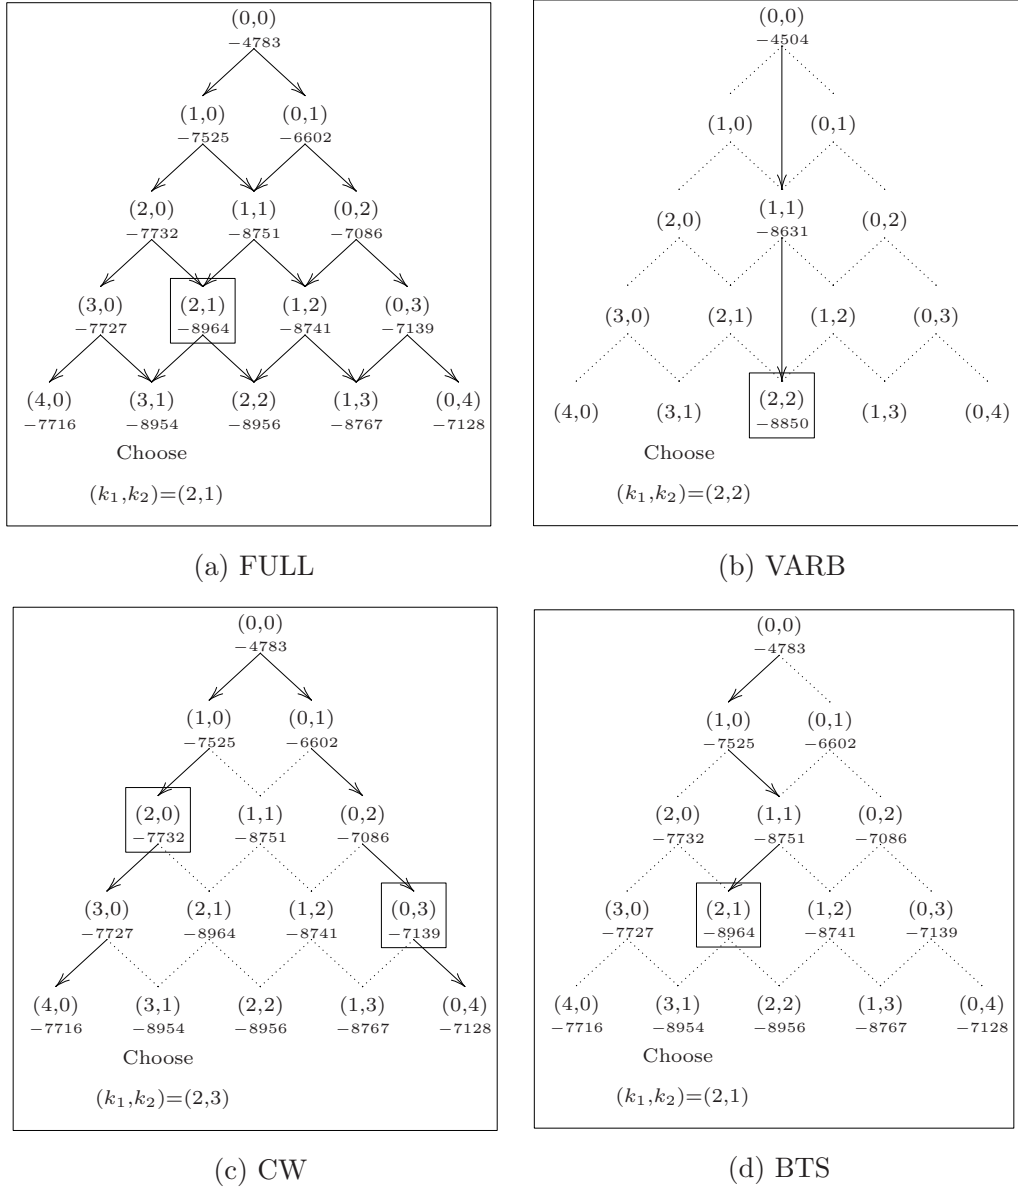 (0,0)
−4783
(1,0) (0,1)
−7525 −6602
(2,0) (1,1) (0,2)
−7732 −8751 −7086
(3,0) (2,1) (1,2) (0,3)
−7727 −8964 −8741 −7139
(4,0) (3,1) (2,2) (1,3) (0,4)
−7716 −8954 −8956 −8767 −7128
Choose
(k₁,k₂)=(2,1)
(a) FULL
(0,0)
−4504
(1,0) (0,1)
(2,0) (1,1) (0,2)
−8631
(3,0) (2,1) (1,2) (0,3)
(4,0) (3,1) (2,2) (1,3) (0,4)
−8850
Choose
(k₁,k₂)=(2,2)
(b) VARB
(0,0)
−4783
(1,0) (0,1)
−7525 −6602
(2,0) (1,1) (0,2)
−7732 −8751 −7086
(3,0) (2,1) (1,2) (0,3)
−7727 −8964 −8741 −7139
(4,0) (3,1) (2,2) (1,3) (0,4)
−7716 −8954 −8956 −8767 −7128
Choose
(k₁,k₂)=(2,3)
(c) CW
(0,0)
−4783
(1,0) (0,1)
−7525 −6602
(2,0) (1,1) (0,2)
−7732 −8751 −7086
(3,0) (2,1) (1,2) (0,3)
−7727 −8964 −8741 −7139
(4,0) (3,1) (2,2) (1,3) (0,4)
−7716 −8954 −8956 −8767 −7128
Choose
(k₁,k₂)=(2,1)
(d) BTS